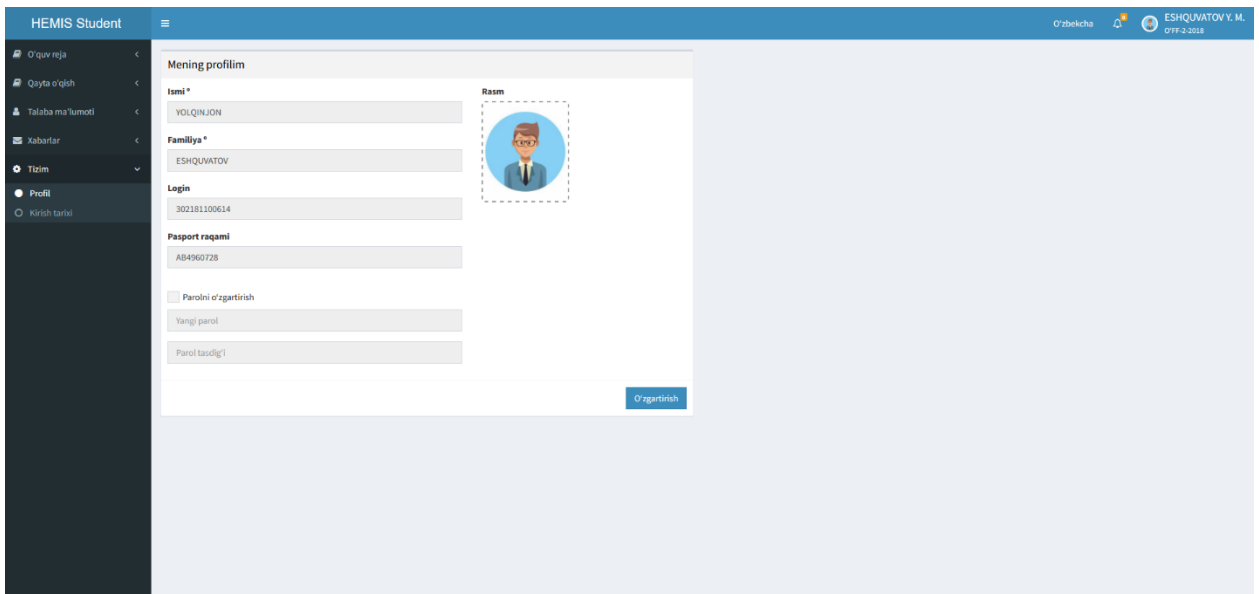 HEMIS Student
O'zbekcha
ESHQUVATOV Y. M.
O'FF-2-2018
O'quv reja
Qayta o'qish
Talaba ma'lumoti
Xabarlar
Tizim
Profil
Kirish tarixi
Mening profilim
Ismi *
YOLQINJON
Familiya *
ESHQUVATOV
Login
302181100614
Pasport raqami
AB4960728
Parolni o'zgartirish
Yangi parol
Parol tasdig'i
Rasm
O'zgartirish